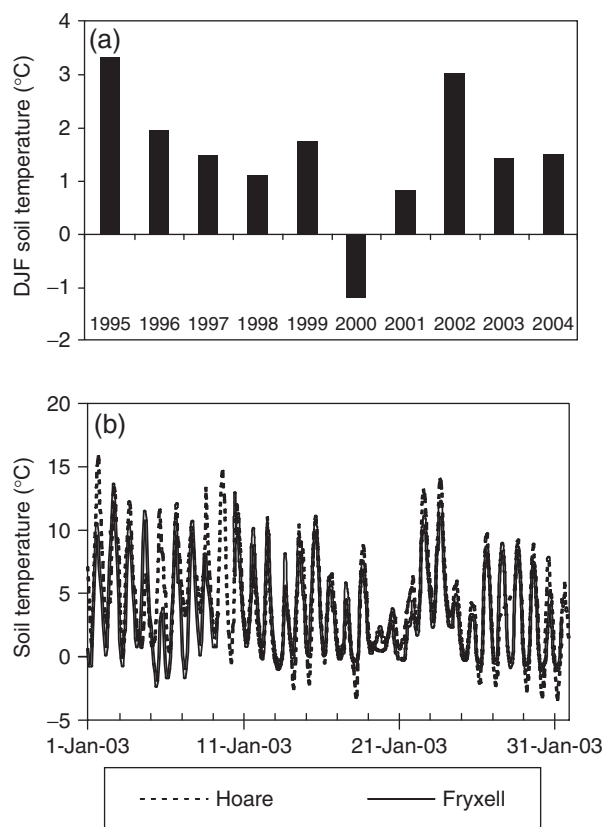 (a)
DJF soil temperature (°C)
4
3
2
1
0
−1
−2
1995 1996 1997 1998 1999 2000 2001 2002 2003 2004
(b)
Soil temperature (°C)
20
15
10
5
0
−5
1-Jan-03 11-Jan-03 21-Jan-03 31-Jan-03
Hoare Fryxell